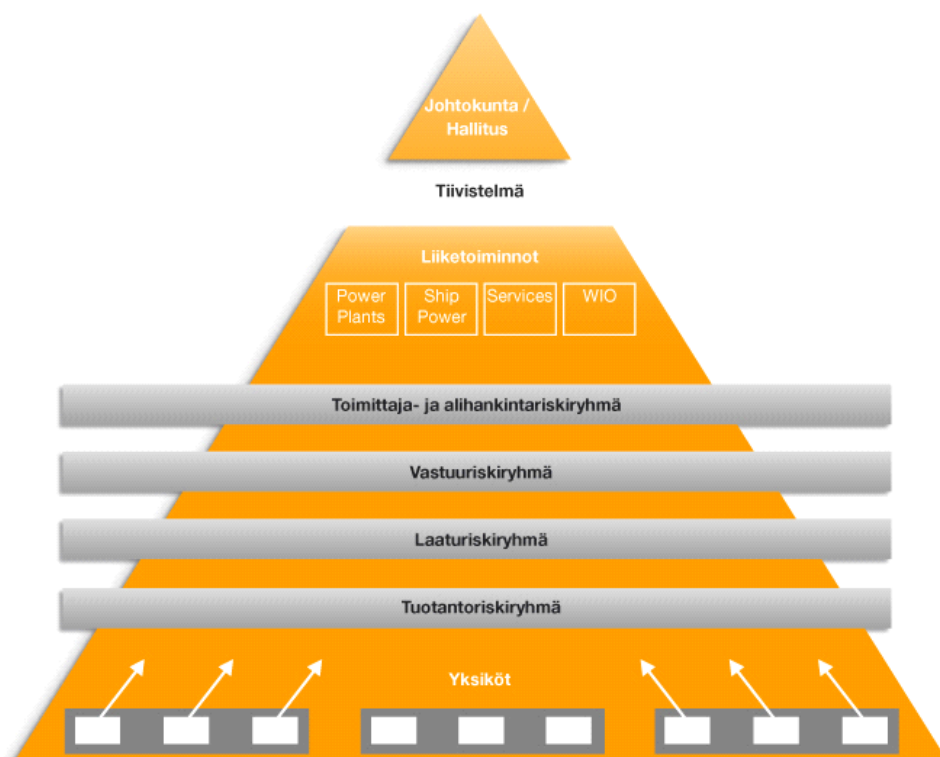 Johtokunta /
Hallitus
Tiivistelmä
Liiketoiminnot
Power
Plants
Ship
Power
Services
WIO
Toimittaja- ja alihankintariskiryhmä
Vastuuriskiryhmä
Laaturiskiryhmä
Tuotantoriskiryhmä
Yksiköt